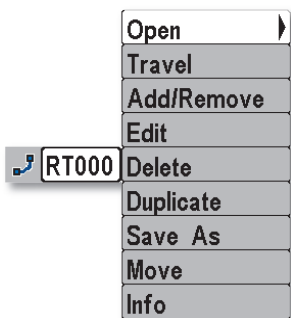 Open
Travel
Add/Remove
Edit
RT000 Delete
Duplicate
Save As
Move
Info